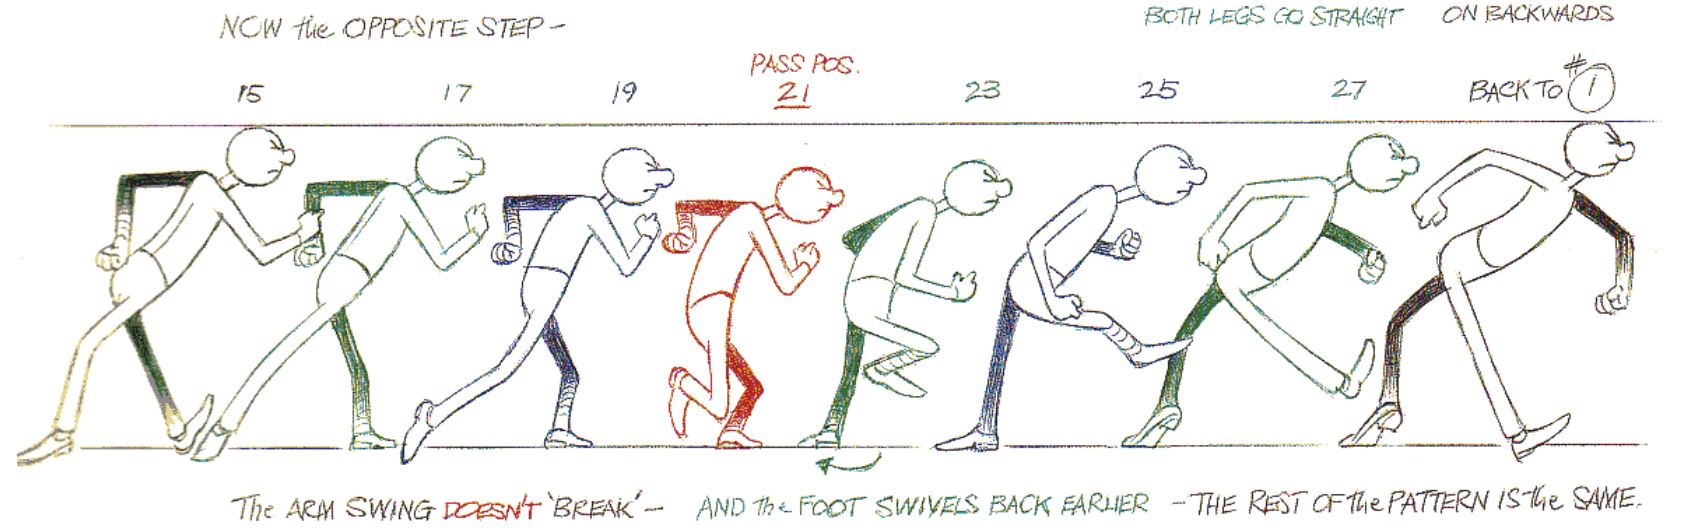 NOW the OPPOSITE STEP —
BOTH LEGS GO STRAIGHT ON BACKWARDS
PASS POS.
15 17 19 21 23 25 27 BACK TO #1
The ARM SWING DOESN'T 'BREAK' — AND the FOOT SWIVELS BACK EARLIER — THE REST OF the PATTERN IS the SAME.